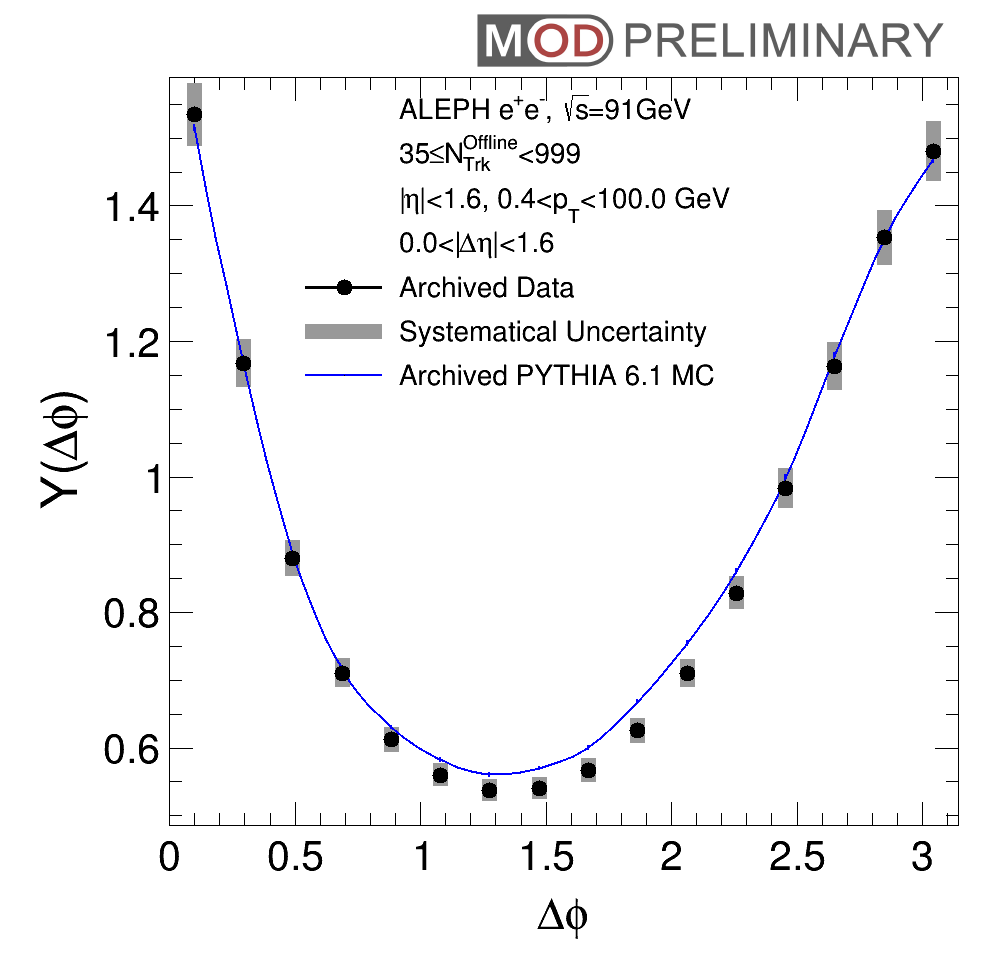 MOD PRELIMINARY
ALEPH e⁺e⁻, √s=91GeV
35≤N_Trk^Offline<999
|η|<1.6, 0.4<p_T<100.0 GeV
0.0<|Δη|<1.6
Archived Data
Systematical Uncertainty
Archived PYTHIA 6.1 MC
Y(Δϕ)
1.4
1.2
1
0.8
0.6
0 0.5 1 1.5 2 2.5 3
Δϕ